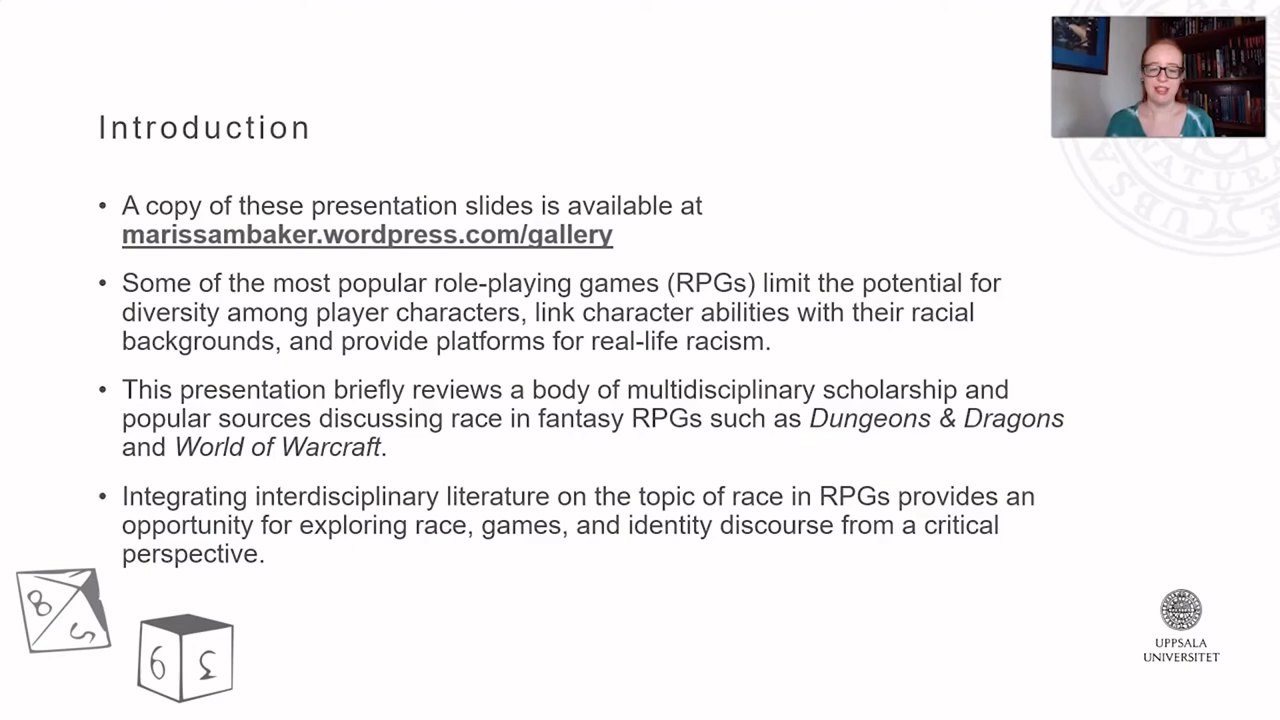 Introduction
• A copy of these presentation slides is available at
marissambaker.wordpress.com/gallery
• Some of the most popular role-playing games (RPGs) limit the potential for
diversity among player characters, link character abilities with their racial
backgrounds, and provide platforms for real-life racism.
• This presentation briefly reviews a body of multidisciplinary scholarship and
popular sources discussing race in fantasy RPGs such as Dungeons & Dragons
and World of Warcraft.
• Integrating interdisciplinary literature on the topic of race in RPGs provides an
opportunity for exploring race, games, and identity discourse from a critical
perspective.
8
5
9 3
UPPSALA
UNIVERSITET